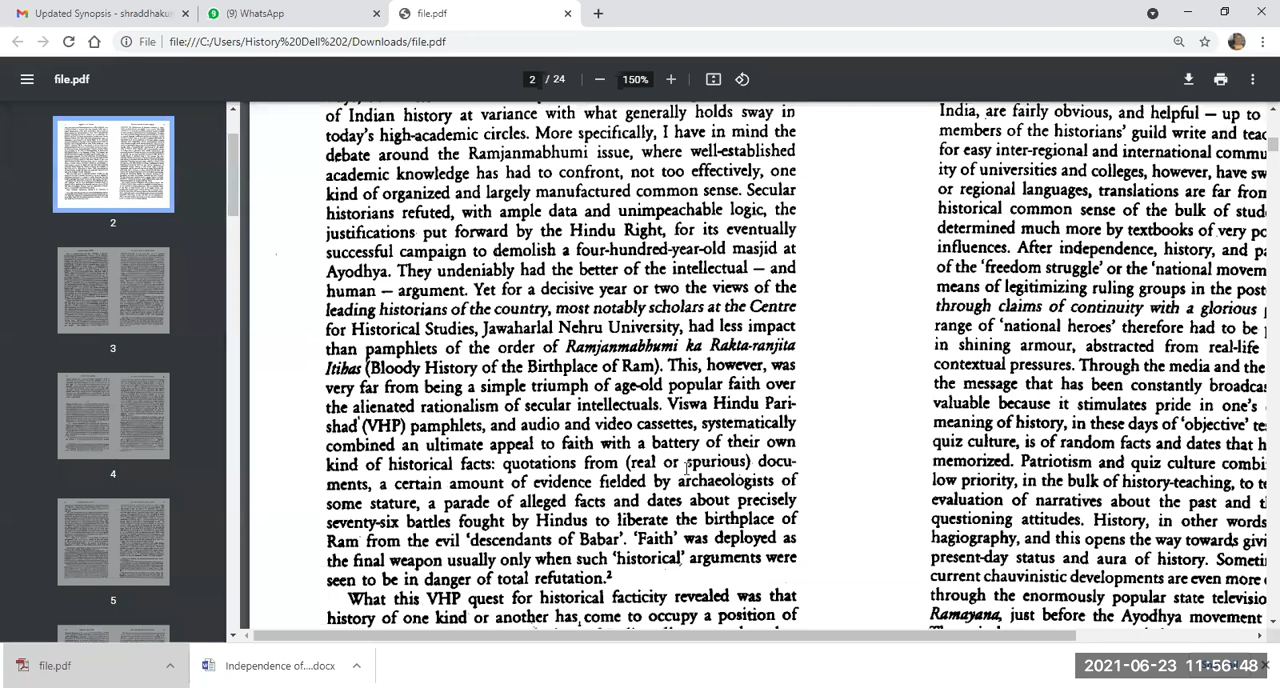 Updated Synopsis - shraddhaku
(9) WhatsApp
file.pdf
File
file:///C:/Users/History%20Dell%202/Downloads/file.pdf
file.pdf
2 / 24
150%
of Indian history at variance with what generally holds sway in
today's high-academic circles. More specifically, I have in mind the
debate around the Ramjanmabhumi issue, where well-established
academic knowledge has had to confront, not too effectively, one
kind of organized and largely manufactured common sense. Secular
historians refuted, with ample data and unimpeachable logic, the
justifications put forward by the Hindu Right, for its eventually
successful campaign to demolish a four-hundred-year-old masjid at
Ayodhya. They undeniably had the better of the intellectual — and
human — argument. Yet for a decisive year or two the views of the
leading historians of the country, most notably scholars at the Centre
for Historical Studies, Jawaharlal Nehru University, had less impact
than pamphlets of the order of Ramjanmabhumi ka Rakta-ranjita
Itibas (Bloody History of the Birthplace of Ram). This, however, was
very far from being a simple triumph of age-old popular faith over
the alienated rationalism of secular intellectuals. Viswa Hindu Pari-
shad (VHP) pamphlets, and audio and video cassettes, systematically
combined an ultimate appeal to faith with a battery of their own
kind of historical facts: quotations from (real or spurious) docu-
ments, a certain amount of evidence fielded by archaeologists of
some stature, a parade of alleged facts and dates about precisely
seventy-six battles fought by Hindus to liberate the birthplace of
Ram from the evil 'descendants of Babar'. 'Faith' was deployed as
the final weapon usually only when such 'historical' arguments were
seen to be in danger of total refutation.²
What this VHP quest for historical facticity revealed was that
history of one kind or another has come to occupy a position of
India, are fairly obvious, and helpful — up to
members of the historians' guild write and teac
for easy inter-regional and international commu
ity of universities and colleges, however, have sw
or regional languages, translations are far from
historical common sense of the bulk of stud
determined much more by textbooks of very po
influences. After independence, history, and pa
of the 'freedom struggle' or the 'national movem
means of legitimizing ruling groups in the post
through claims of continuity with a glorious
range of 'national heroes' therefore had to be
in shining armour, abstracted from real-life
contextual pressures. Through the media and the
the message that has been constantly broadcas
valuable because it stimulates pride in one's
meaning of history, in these days of 'objective' te
quiz culture, is of random facts and dates that h
memorized. Patriotism and quiz culture combi
low priority, in the bulk of history-teaching, to t
evaluation of narratives about the past and t
questioning attitudes. History, in other words
hagiography, and this opens the way towards givi
present-day status and aura of history. Someti
current chauvinistic developments are even more
through the enormously popular state televisio
Ramayana, just before the Ayodhya movement
2
3
4
5
file.pdf
Independence of....docx
2021-06-23 11:56:48